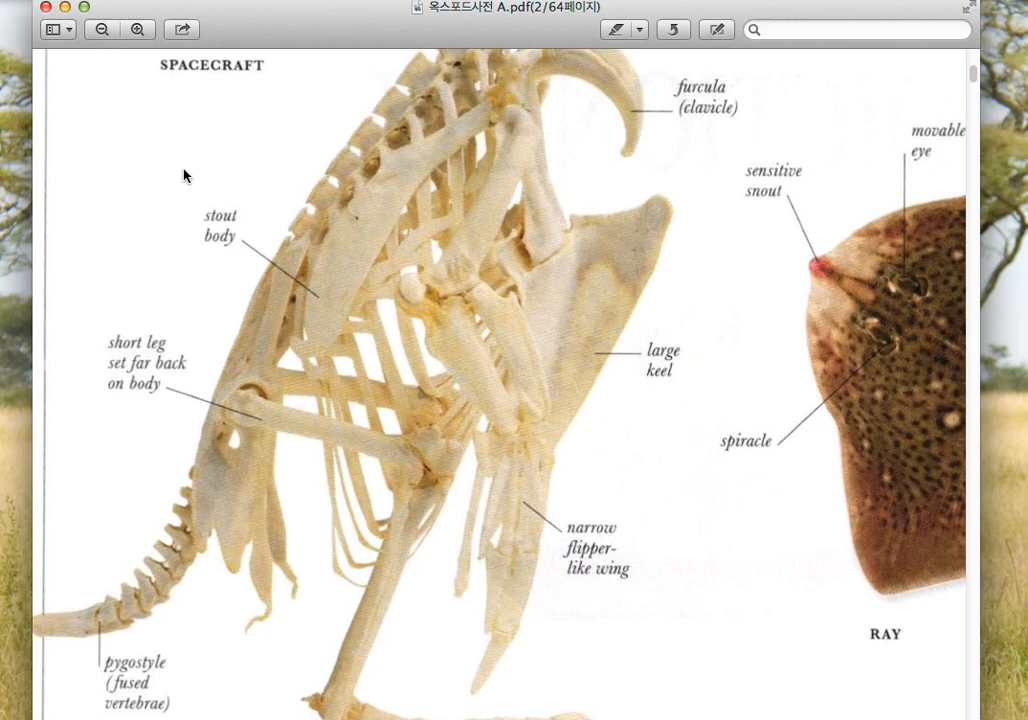 옥스포드사전 A.pdf(2/64페이지)
SPACECRAFT
furcula
(clavicle)
movable
eye
sensitive
snout
stout
body
short leg
set far back
on body
large
keel
spiracle
narrow
flipper-
like wing
RAY
pygostyle
(fused
vertebrae)